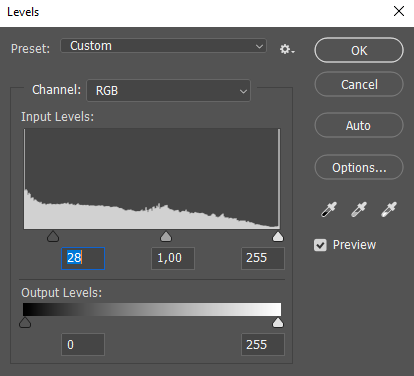 Levels
Preset: Custom
OK
Cancel
Channel: RGB
Input Levels:
Auto
Options...
28 1,00 255
Preview
Output Levels:
0 255